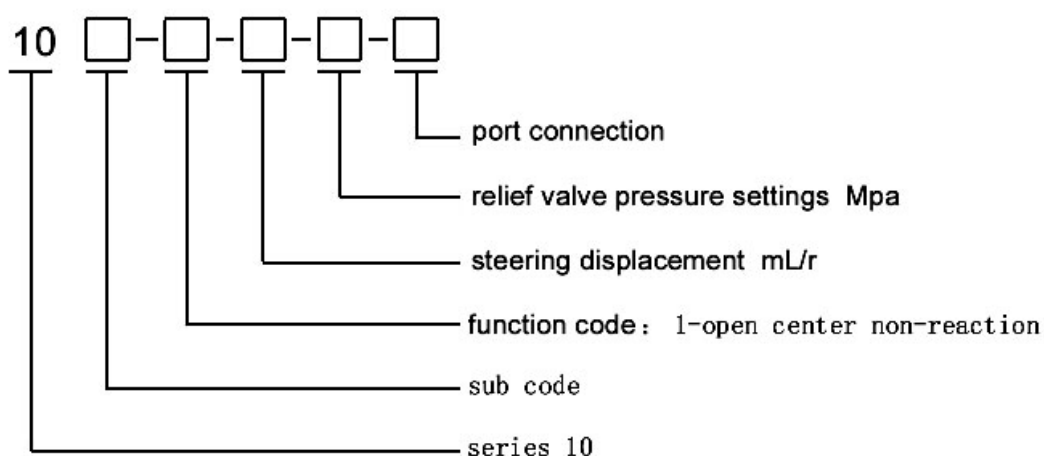 10 □-□-□-□-□
port connection
relief valve pressure settings Mpa
steering displacement mL/r
function code: 1-open center non-reaction
sub code
series 10